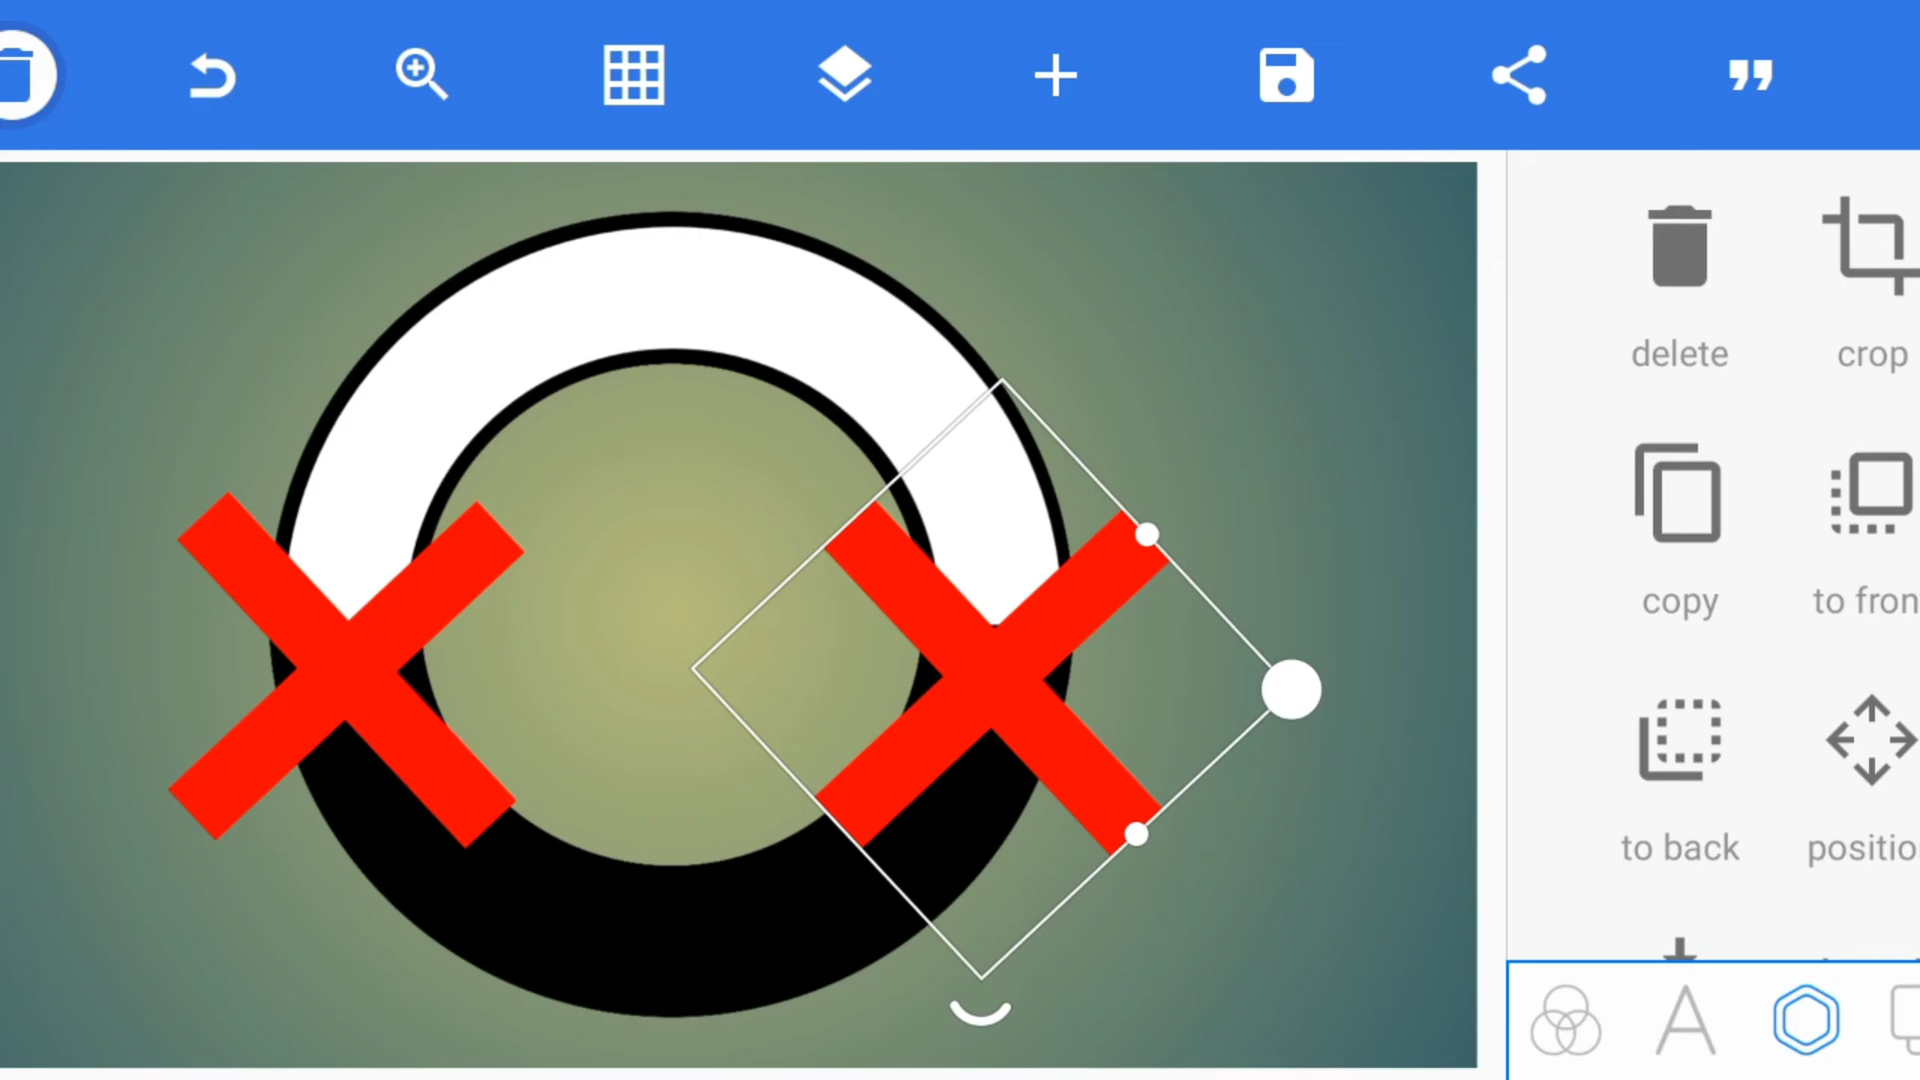 delete
crop
copy
to fron
to back
positio